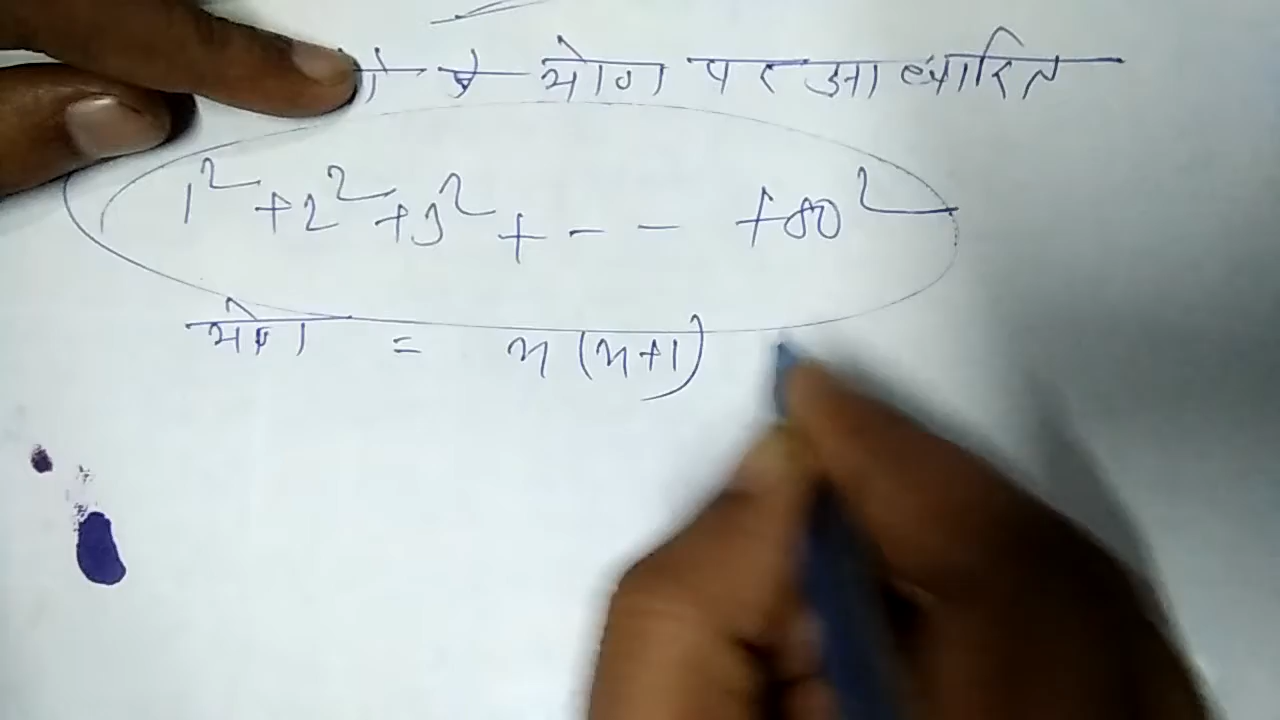 के योग पर आधारित
1² + 2² + 3² + - - + 80²
योग = n (n+1)